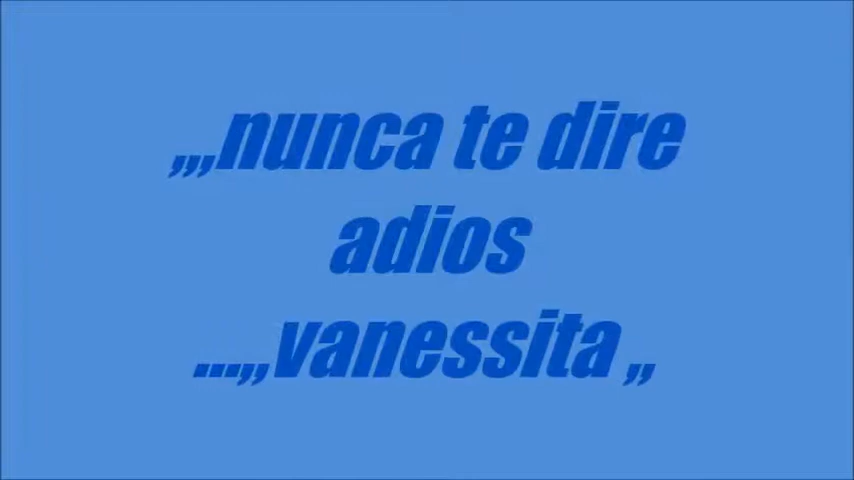 ,,,nunca te dire
adios
...,,vanessita ,,